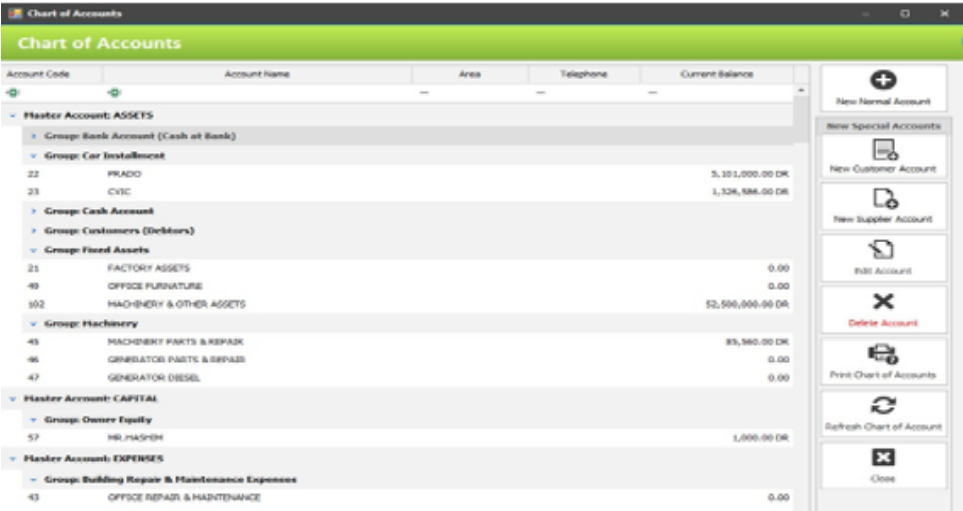 Chart of Accounts
Chart of Accounts
Account Code Account Name Area Telephone Current Balance
Master Account: ASSETS
Group: Bank Account (Cash at Bank)
Group: Car Installment
22 PRADO 5,101,000.00 DR
23 CVIC 1,326,586.00 DR
Group: Cash Account
Group: Customers (Debtors)
Group: Fixed Assets
21 FACTORY ASSETS 0.00
49 OFFICE FURNATURE 0.00
102 MACHINERY & OTHER ASSETS 52,500,000.00 DR
Group: Machinery
45 MACHINERY PARTS & REPAIR 85,560.00 DR
46 GENERATOR PARTS & REPAIR 0.00
47 GENERATOR DIESEL 0.00
Master Account: CAPITAL
Group: Owner Equity
57 MR.HASHIM 1,000.00 DR
Master Account: EXPENSES
Group: Building Repair & Maintenance Expenses
43 OFFICE REPAIR & MAINTENANCE 0.00
New Normal Account
New Special Accounts
New Customer Account
New Supplier Account
Edit Account
Delete Account
Print Chart of Accounts
Refresh Chart of Account
Close